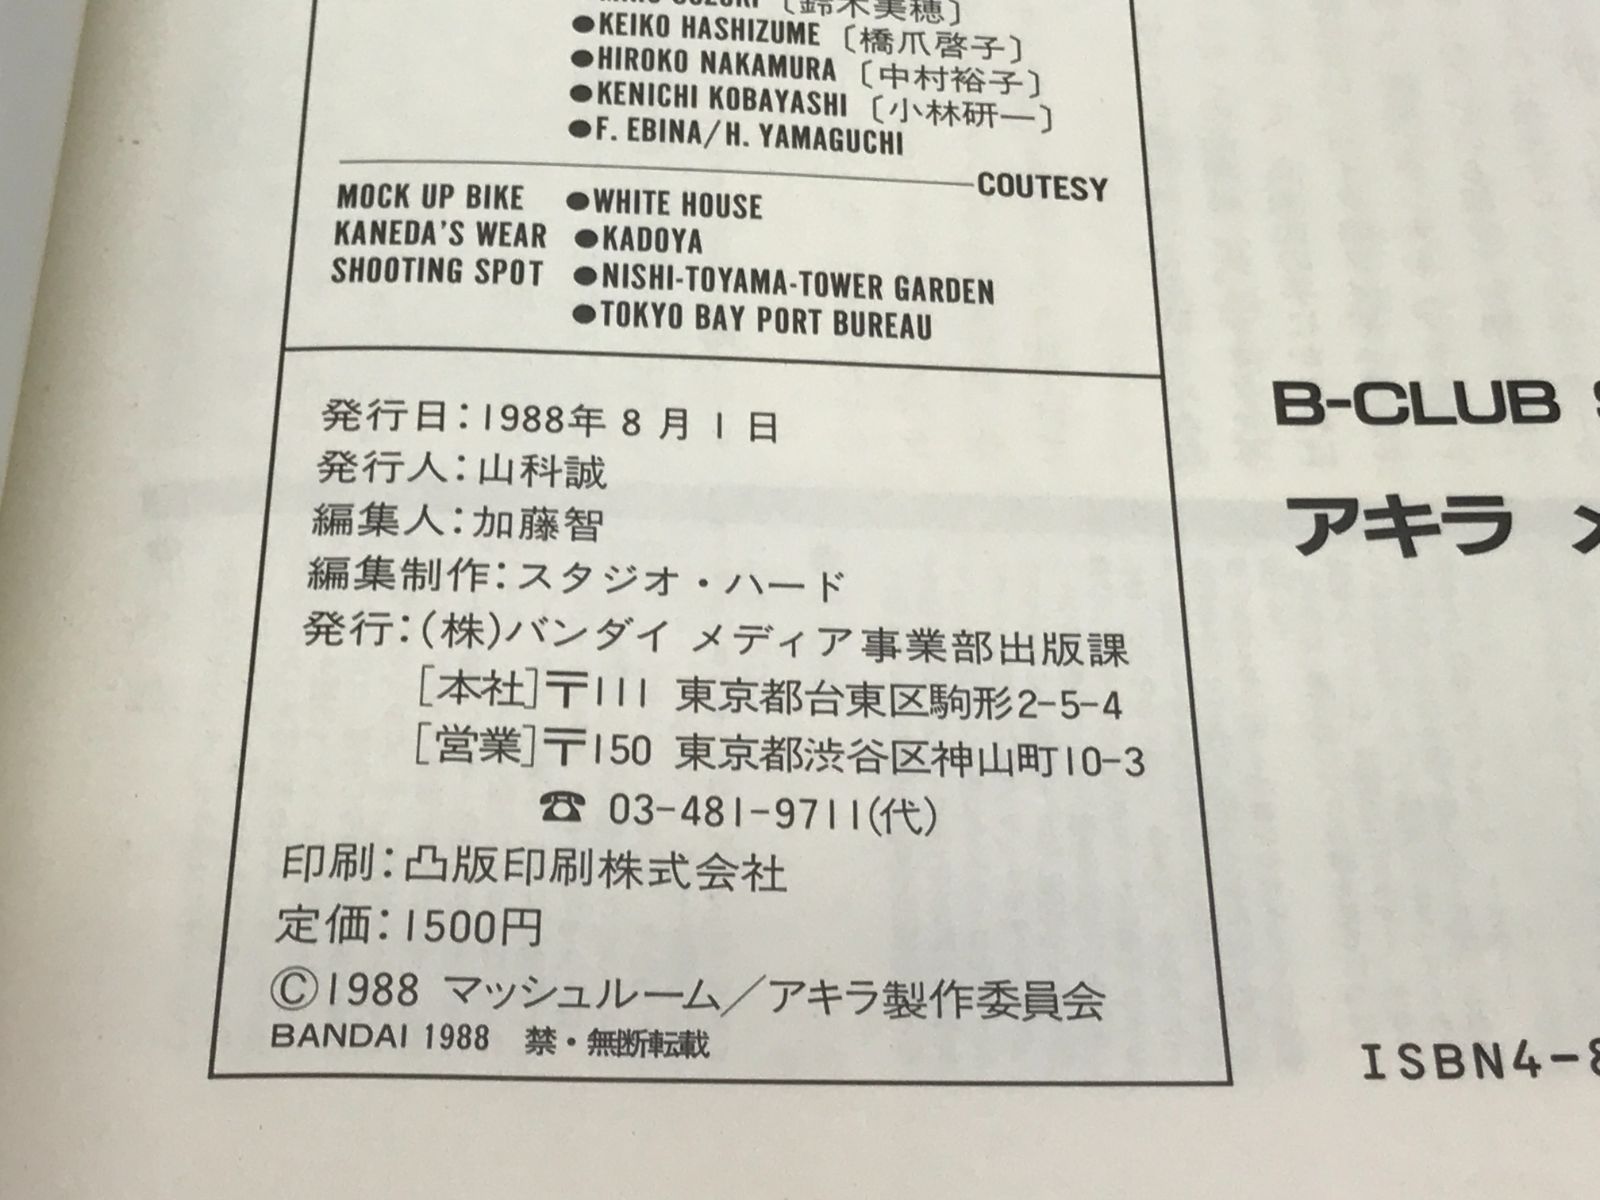 SUZUKI〔鈴木美穂〕
●KEIKO HASHIZUME〔橋爪啓子〕
●HIROKO NAKAMURA〔中村裕子〕
●KENICHI KOBAYASHI〔小林研一〕
●F. EBINA/H. YAMAGUCHI
COUTESY
MOCK UP BIKE ●WHITE HOUSE
KANEDA'S WEAR ●KADOYA
SHOOTING SPOT ●NISHI-TOYAMA-TOWER GARDEN
●TOKYO BAY PORT BUREAU
発行日：1988年 8 月 1 日
発行人：山科誠
編集人：加藤智
編集制作：スタジオ・ハード
発行：(株)バンダイ メディア事業部出版課
[本社]〒111 東京都台東区駒形2-5-4
[営業]〒150 東京都渋谷区神山町10-3
☎ 03-481-9711(代)
印刷：凸版印刷株式会社
定価：1500円
©1988 マッシュルーム／アキラ製作委員会
BANDAI 1988 禁・無断転載
B-CLUB
アキラ
ISBN4-8